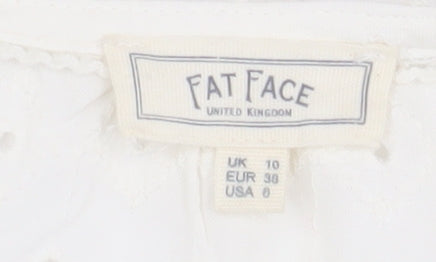 FAT FACE
UNITED KINGDOM
UK 10
EUR 38
USA 6